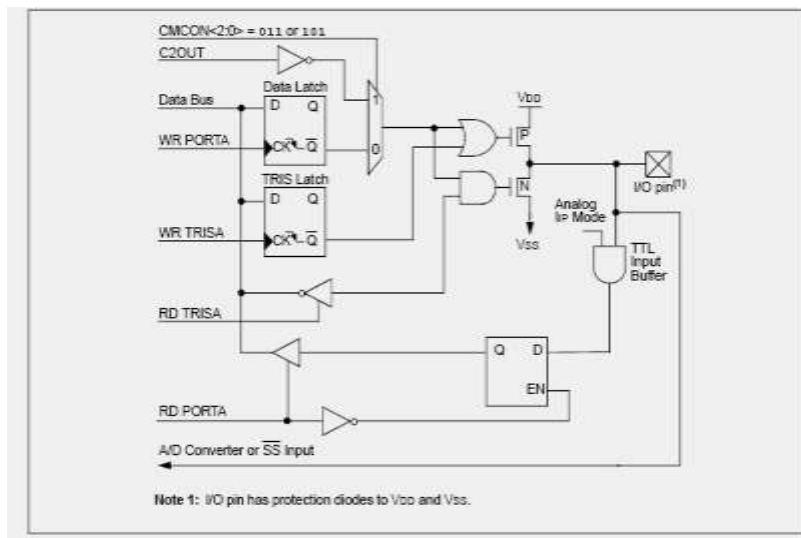 CMCON<2:0> = 011 or 101
C2OUT
Data Latch
Data Bus
D Q
1
VDD
WR PORTA
CK Q
0
P
TRIS Latch
N
I/O pin(1)
D Q
Analog
I/P Mode
WR TRISA
CK Q
VSS
TTL
Input
Buffer
RD TRISA
Q D
EN
RD PORTA
A/D Converter or SS Input
Note 1: I/O pin has protection diodes to VDD and VSS.